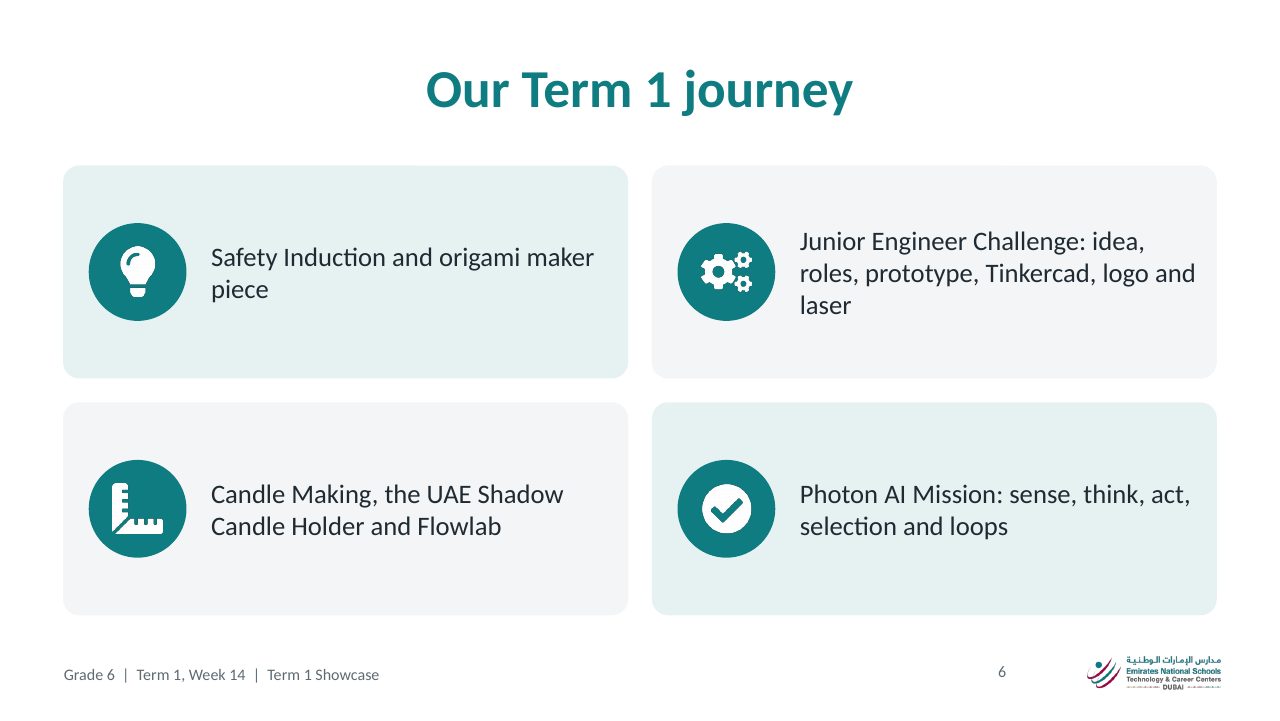 Our Term 1 journey
Safety Induction and origami maker
piece
Junior Engineer Challenge: idea,
roles, prototype, Tinkercad, logo and
laser
Candle Making, the UAE Shadow
Candle Holder and Flowlab
Photon AI Mission: sense, think, act,
selection and loops
Grade 6 | Term 1, Week 14 | Term 1 Showcase
6
مدارس الإمارات الوطنية
Emirates National Schools
Technology & Career Centers
DUBAI